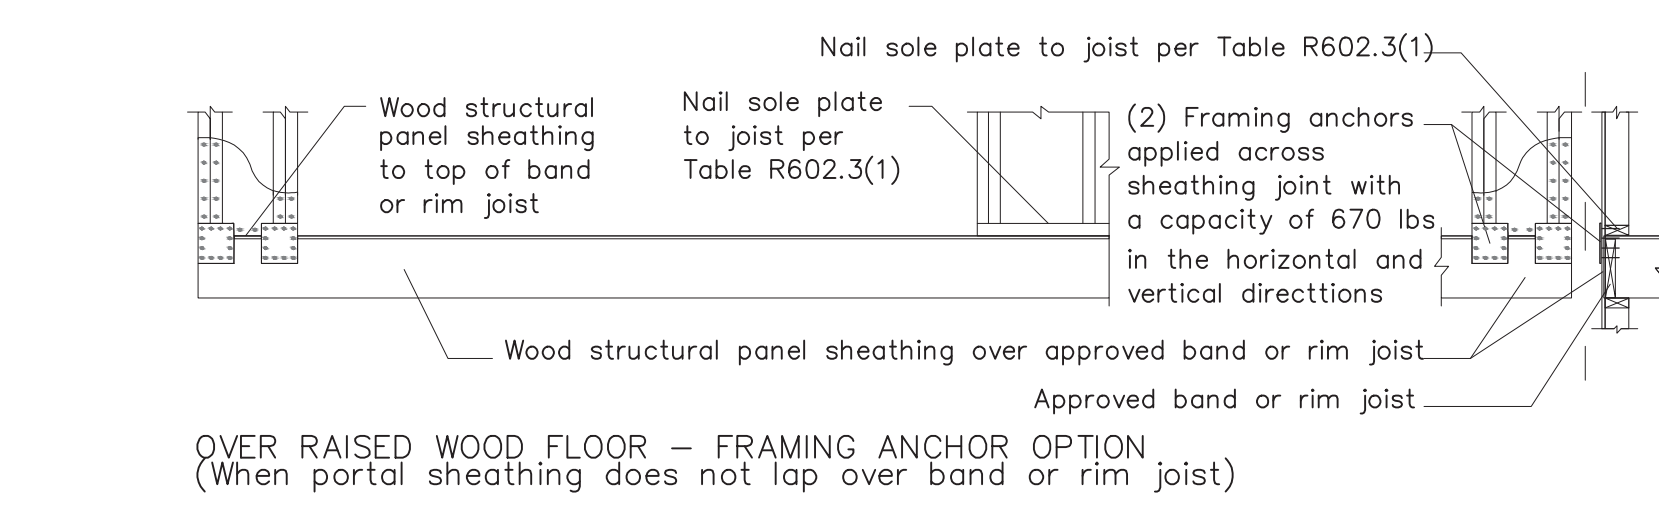 Nail sole plate to joist per Table R602.3(1)
Wood structural
panel sheathing
to top of band
or rim joist
Nail sole plate
to joist per
Table R602.3(1)
(2) Framing anchors
applied across
sheathing joint with
a capacity of 670 lbs
in the horizontal and
vertical directtions
Wood structural panel sheathing over approved band or rim joist
Approved band or rim joist
OVER RAISED WOOD FLOOR – FRAMING ANCHOR OPTION
(When portal sheathing does not lap over band or rim joist)